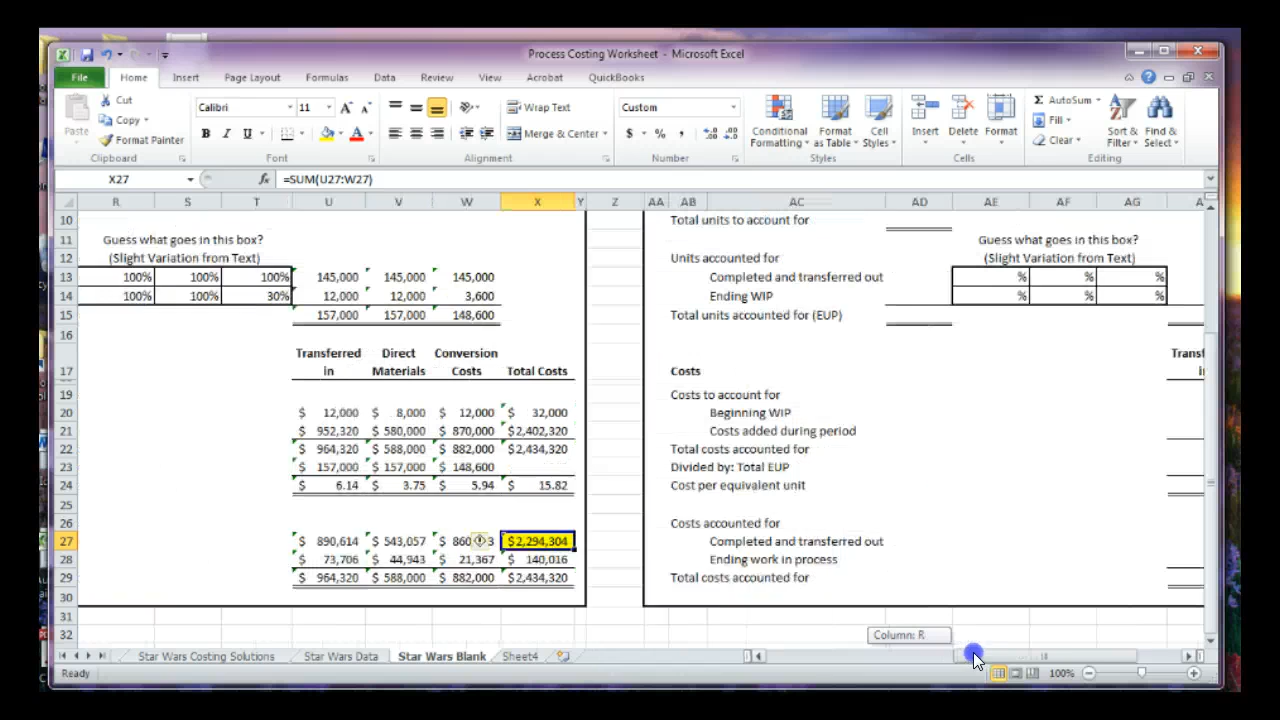 Process Costing Worksheet - Microsoft Excel
File Home Insert Page Layout Formulas Data Review View Acrobat QuickBooks
Paste Cut Copy Format Painter Clipboard
Calibri 11 A A B I U A Font
Wrap Text Merge & Center Alignment
Custom $ % , Number
Conditional Formatting Format as Table Cell Styles Styles
Insert Delete Format Cells
Σ AutoSum Fill Clear Sort & Filter Find & Select Editing
X27 fx =SUM(U27:W27)
R S T U V W X Y Z AA AB AC AD AE AF AG
10 Total units to account for
11 Guess what goes in this box? Guess what goes in this box?
12 (Slight Variation from Text) Units accounted for (Slight Variation from Text)
13 100% 100% 100% 145,000 145,000 145,000 Completed and transferred out % % %
14 100% 100% 30% 12,000 12,000 3,600 Ending WIP % % %
15 157,000 157,000 148,600 Total units accounted for (EUP)
16
Transferred Direct Conversion Transf
17 in Materials Costs Total Costs Costs
19 Costs to account for
20 $ 12,000 $ 8,000 $ 12,000 $ 32,000 Beginning WIP
21 $ 952,320 $ 580,000 $ 870,000 $2,402,320 Costs added during period
22 $ 964,320 $ 588,000 $ 882,000 $2,434,320 Total costs accounted for
23 $ 157,000 $ 157,000 $ 148,600 Divided by: Total EUP
24 $ 6.14 $ 3.75 $ 5.94 $ 15.82 Cost per equivalent unit
25
26 Costs accounted for
27 $ 890,614 $ 543,057 $ 860 3 $2,294,304 Completed and transferred out
28 $ 73,706 $ 44,943 $ 21,367 $ 140,016 Ending work in process
29 $ 964,320 $ 588,000 $ 882,000 $2,434,320 Total costs accounted for
30
31
32 Column: R
Star Wars Costing Solutions Star Wars Data Star Wars Blank Sheet4
Ready 100%